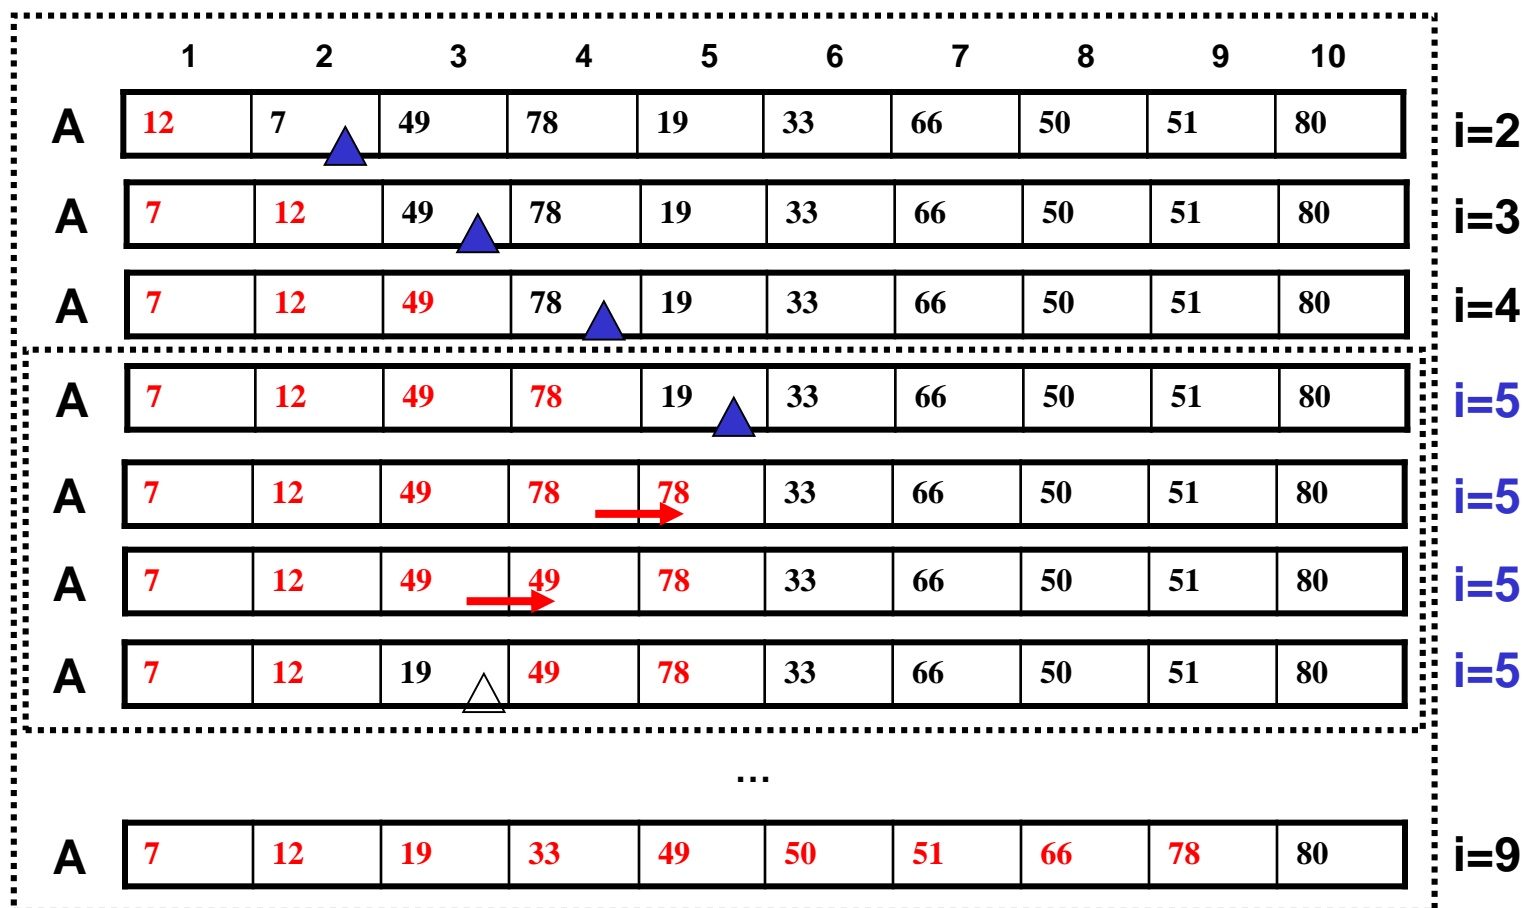 1 2 3 4 5 6 7 8 9 10
A 12 7 49 78 19 33 66 50 51 80 i=2
A 7 12 49 78 19 33 66 50 51 80 i=3
A 7 12 49 78 19 33 66 50 51 80 i=4
A 7 12 49 78 19 33 66 50 51 80 i=5
A 7 12 49 78 78 33 66 50 51 80 i=5
A 7 12 49 49 78 33 66 50 51 80 i=5
A 7 12 19 49 78 33 66 50 51 80 i=5
...
A 7 12 19 33 49 50 51 66 78 80 i=9